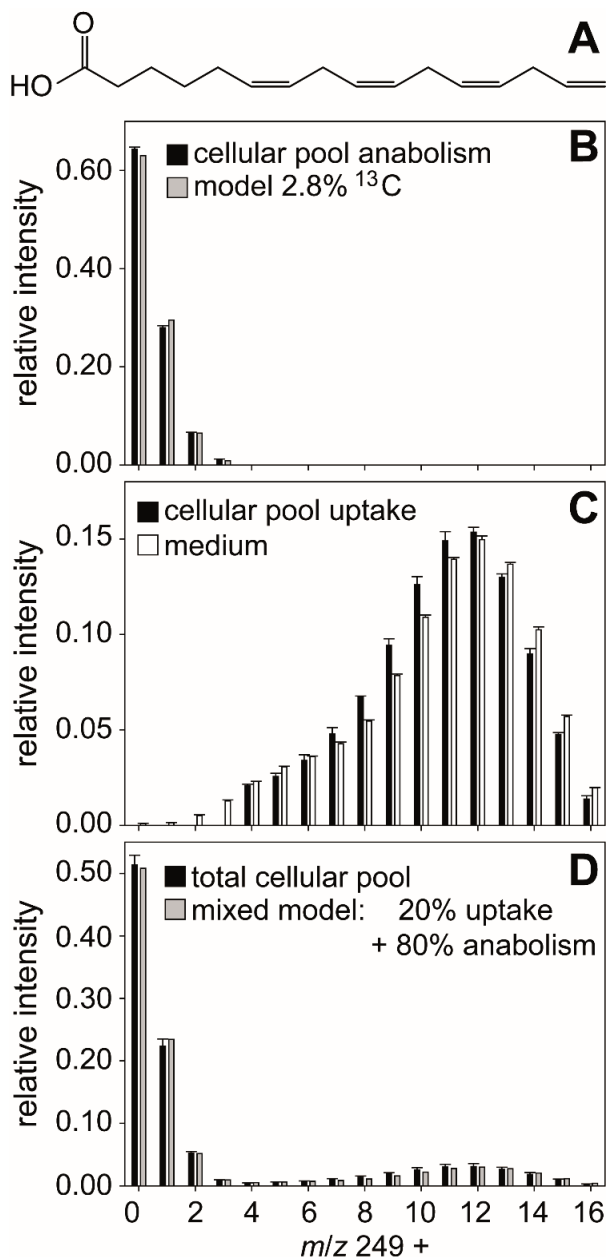 O
HO
A
B
cellular pool anabolism
model 2.8% ¹³C
relative intensity
0.60
0.40
0.20
0.00
C
cellular pool uptake
medium
relative intensity
0.15
0.10
0.05
0.00
D
total cellular pool
mixed model: 20% uptake
+ 80% anabolism
relative intensity
0.50
0.40
0.30
0.20
0.10
0.00
0 2 4 6 8 10 12 14 16
m/z 249 +